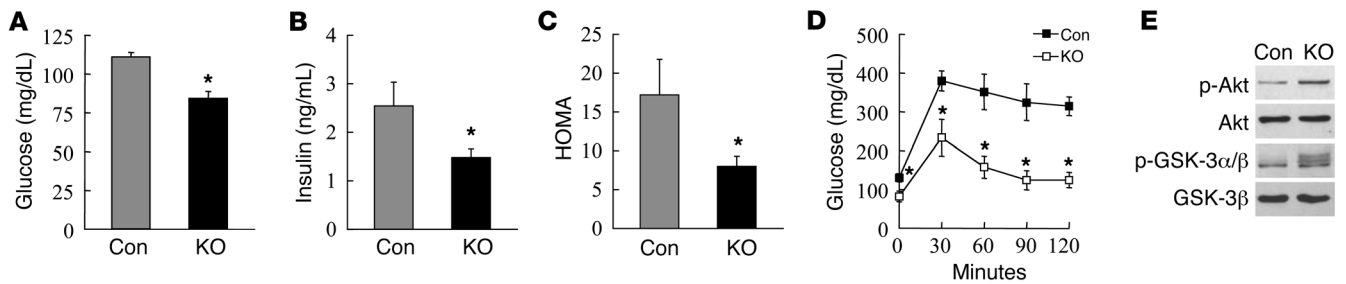 A
Glucose (mg/dL)
125
100
75
50
25
0
*
Con KO
B
Insulin (ng/mL)
4
3
2
1
0
*
Con KO
C
HOMA
25
20
15
10
5
0
*
Con KO
D
Glucose (mg/dL)
500
400
300
200
100
0
Con
KO
*
*
*
*
*
0 30 60 90 120
Minutes
E
Con KO
p-Akt
Akt
p-GSK-3α/β
GSK-3β